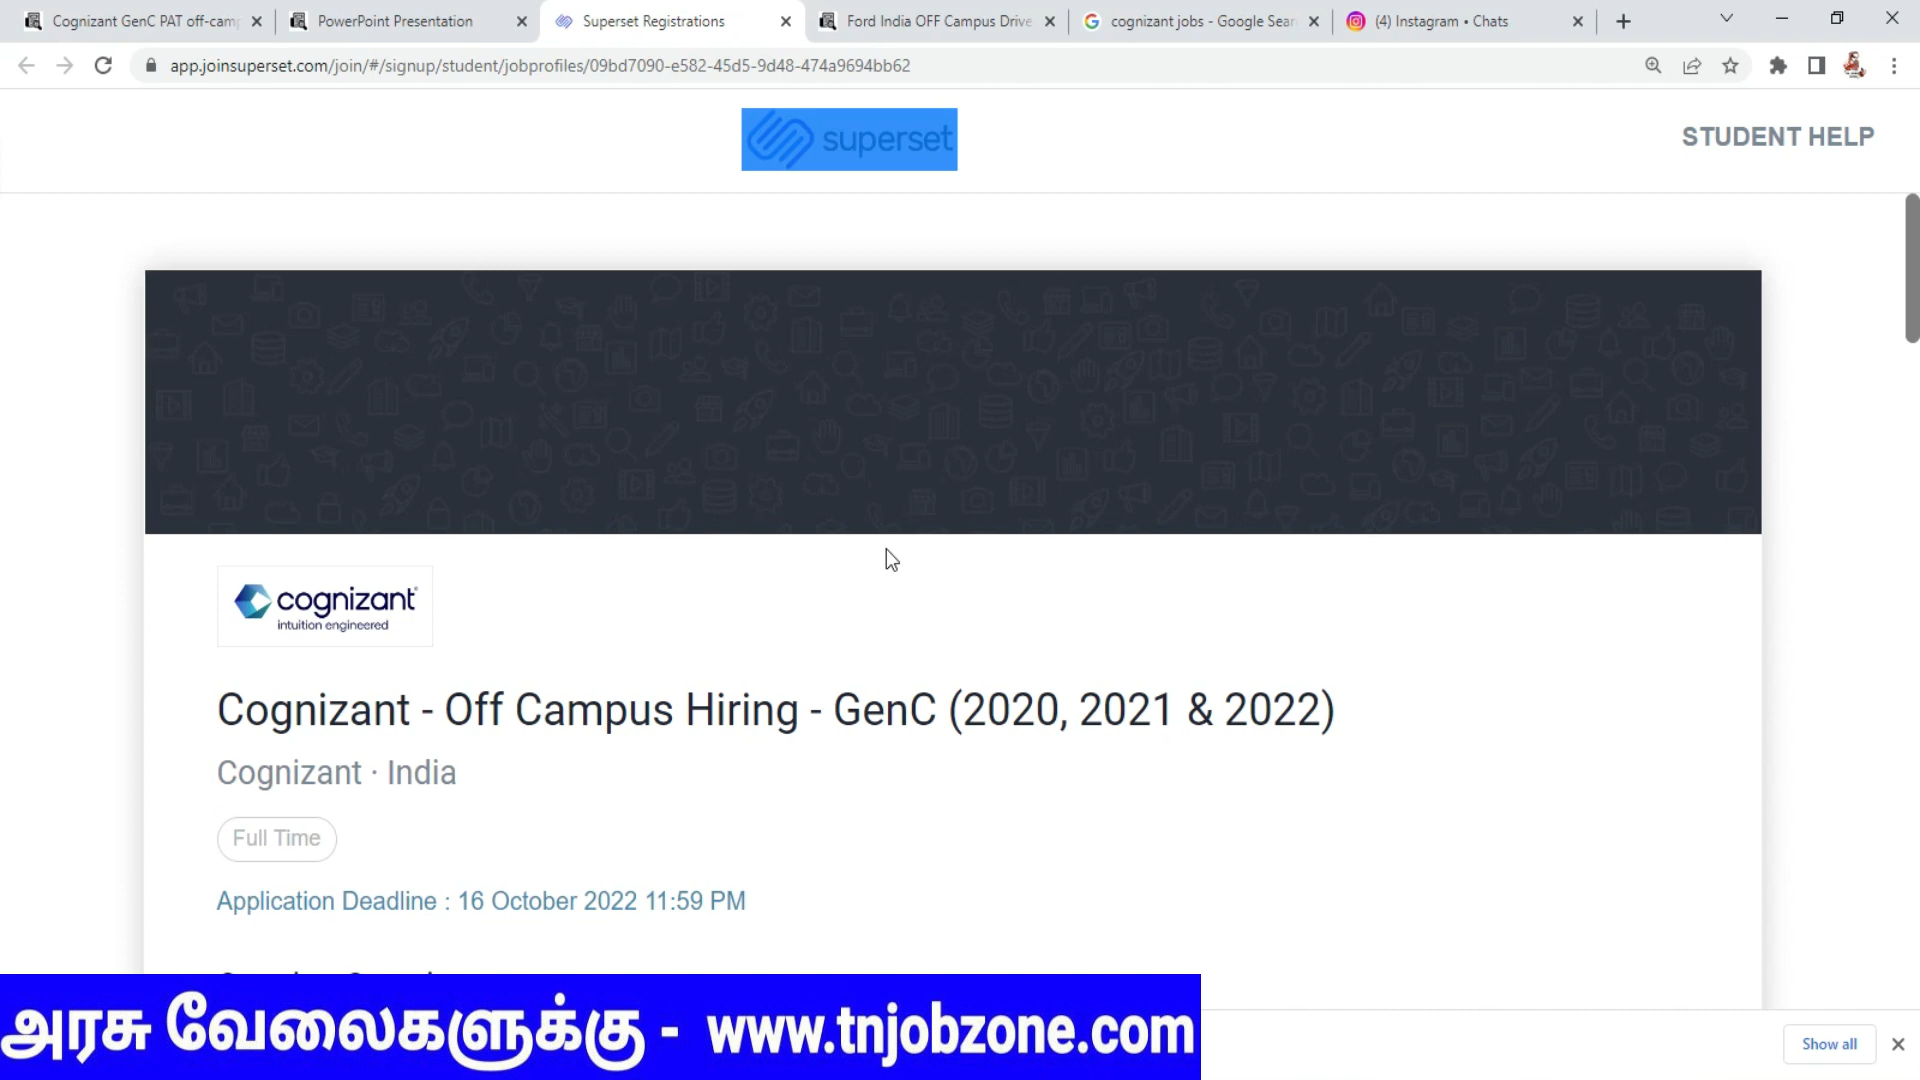 Cognizant GenC PAT off-camp
PowerPoint Presentation
Superset Registrations
Ford India OFF Campus Drive
cognizant jobs - Google Sear
(4) Instagram • Chats
app.joinsuperset.com/join/#/signup/student/jobprofiles/09bd7090-e582-45d5-9d48-474a9694bb62
superset
STUDENT HELP
cognizant
intuition engineered
Cognizant - Off Campus Hiring - GenC (2020, 2021 & 2022)
Cognizant · India
Full Time
Application Deadline : 16 October 2022 11:59 PM
அரசு வேலைகளுக்கு - www.tnjobzone.com
Show all